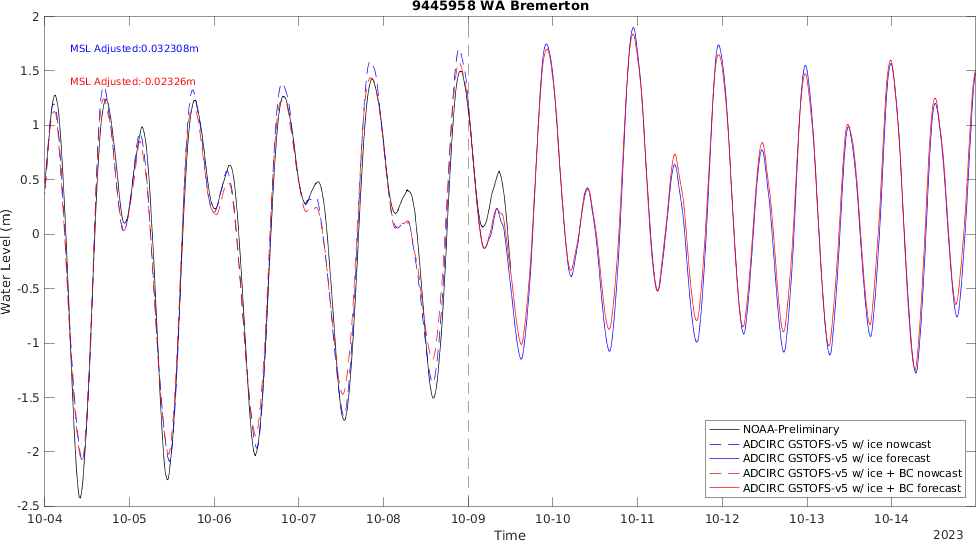 9445958 WA Bremerton
MSL Adjusted:0.032308m
MSL Adjusted:-0.02326m
2
1.5
1
0.5
0
-0.5
-1
-1.5
-2
-2.5
Water Level (m)
NOAA-Preliminary
ADCIRC GSTOFS-v5 w/ ice nowcast
ADCIRC GSTOFS-v5 w/ ice forecast
ADCIRC GSTOFS-v5 w/ ice + BC nowcast
ADCIRC GSTOFS-v5 w/ ice + BC forecast
10-04 10-05 10-06 10-07 10-08 10-09 10-10 10-11 10-12 10-13 10-14
Time
2023